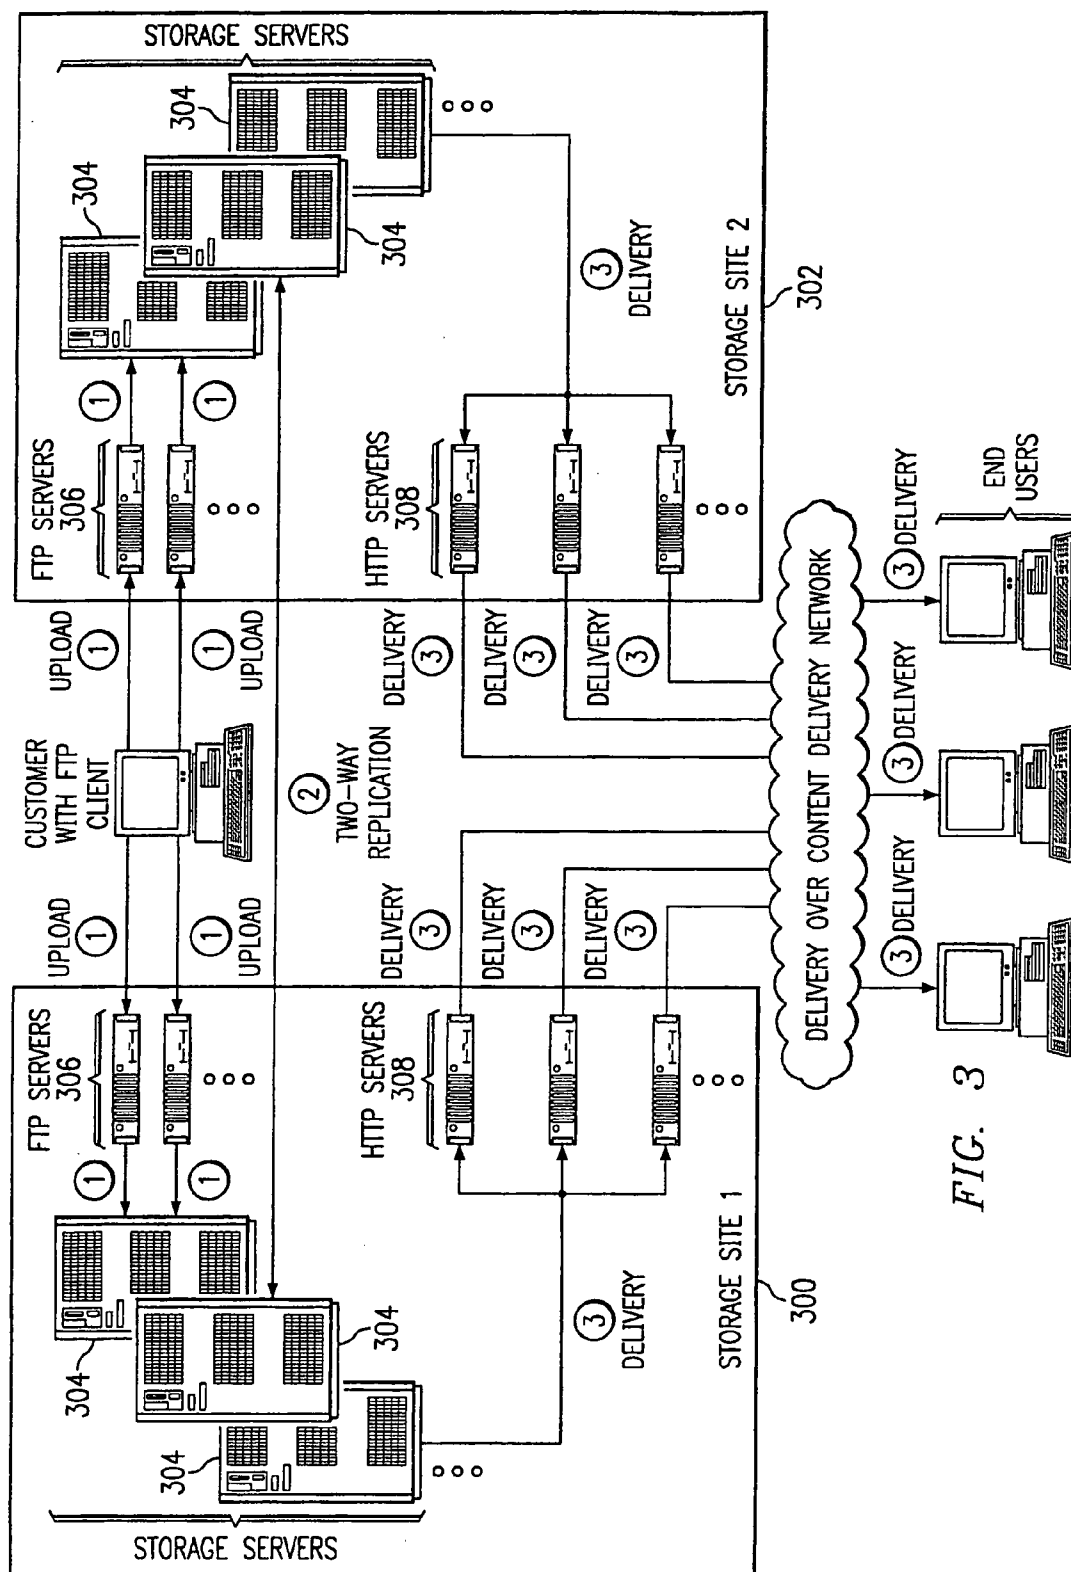 STORAGE SERVERS
304
304
304
FTP SERVERS
306
1
1
UPLOAD
1
1
UPLOAD
CUSTOMER
WITH FTP
CLIENT
UPLOAD
1
1
UPLOAD
FTP SERVERS
306
1
1
STORAGE SERVERS
304
304
304
2
TWO-WAY
REPLICATION
3
DELIVERY
HTTP SERVERS
308
DELIVERY
3
DELIVERY
3
DELIVERY
3
DELIVERY
3
DELIVERY
3
DELIVERY
3
HTTP SERVERS
308
3
DELIVERY
STORAGE SITE 1
300
STORAGE SITE 2
302
DELIVERY OVER CONTENT DELIVERY NETWORK
3 DELIVERY
3 DELIVERY
3 DELIVERY
END
USERS
FIG. 3